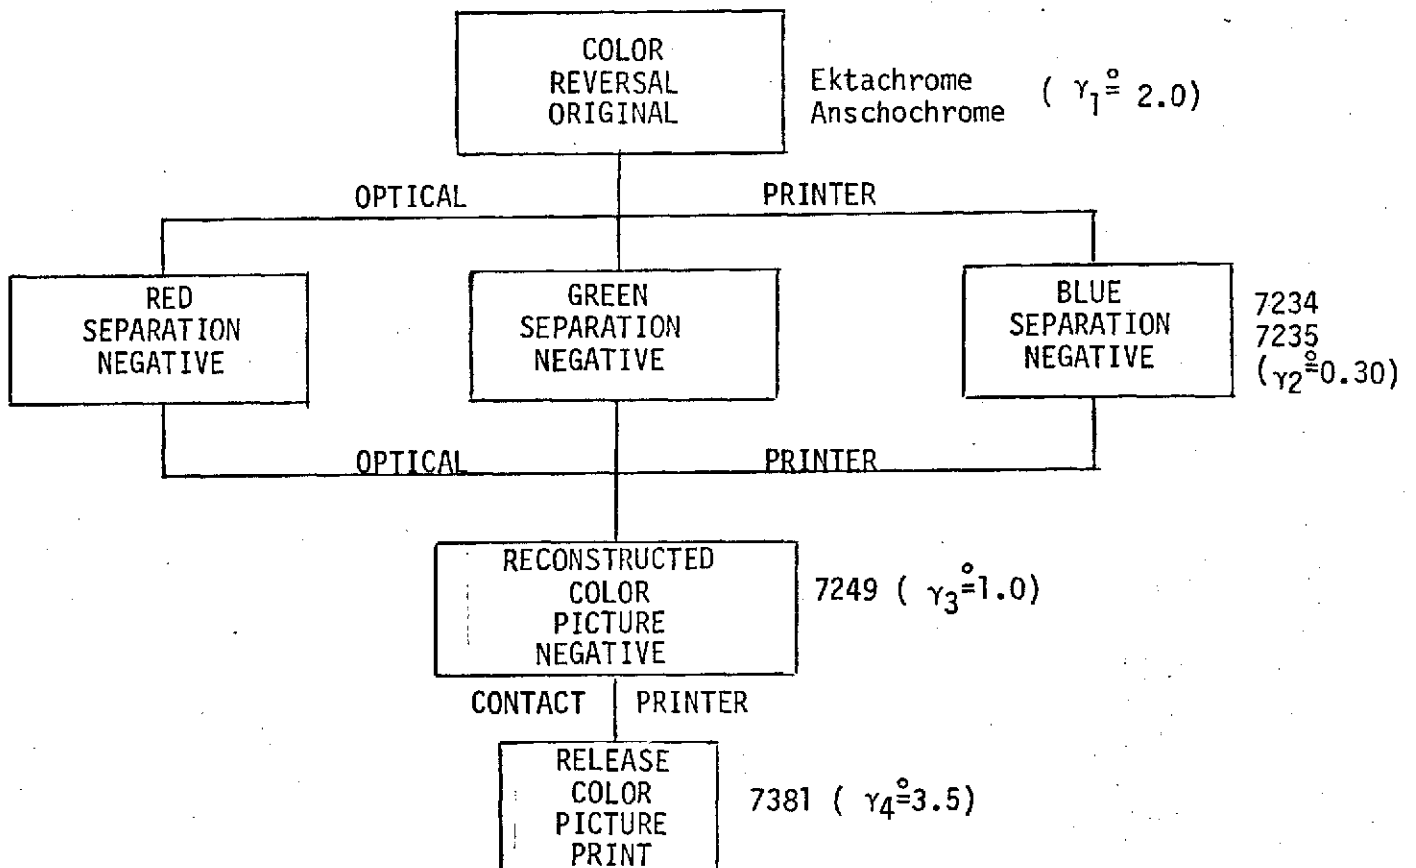 COLOR
REVERSAL
ORIGINAL
Ektachrome
Anschochrome
( γ1 ≗ 2.0)
OPTICAL PRINTER
RED
SEPARATION
NEGATIVE
GREEN
SEPARATION
NEGATIVE
BLUE
SEPARATION
NEGATIVE
7234
7235
(γ2≗0.30)
OPTICAL PRINTER
RECONSTRUCTED
COLOR
PICTURE
NEGATIVE
7249 ( γ3≗1.0)
CONTACT PRINTER
RELEASE
COLOR
PICTURE
PRINT
7381 ( γ4≗3.5)